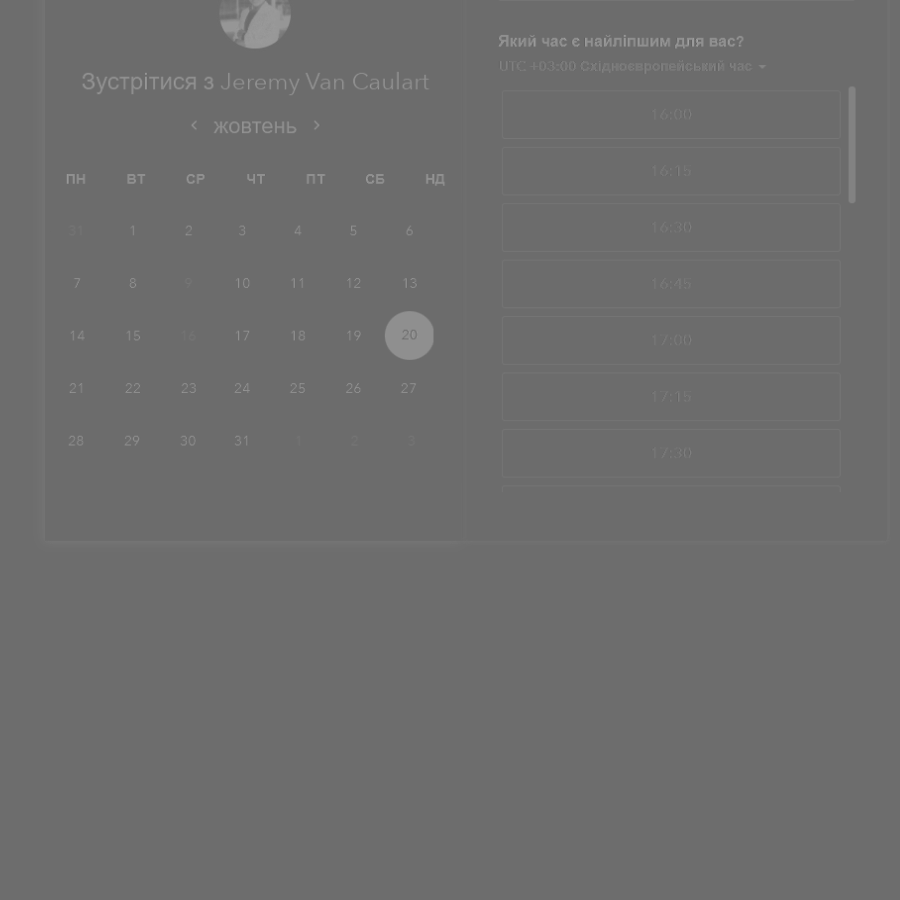 Зустрітися з Jeremy Van Caulart
жовтень
ПН ВТ СР ЧТ ПТ СБ НД
31 1 2 3 4 5 6
7 8 9 10 11 12 13
14 15 16 17 18 19 20
21 22 23 24 25 26 27
28 29 30 31 1 2 3
Який час є найліпшим для вас?
UTC +03:00 Східноєвропейський час
16:00
16:15
16:30
16:45
17:00
17:15
17:30